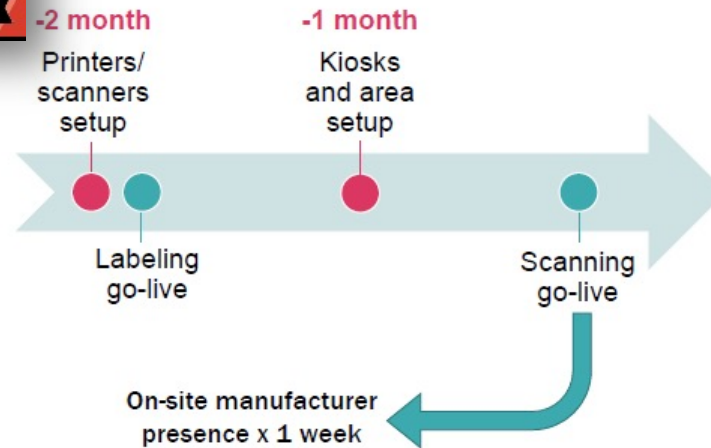 -2 month
Printers/
scanners
setup
-1 month
Kiosks
and area
setup
Labeling
go-live
Scanning
go-live
On-site manufacturer
presence x 1 week